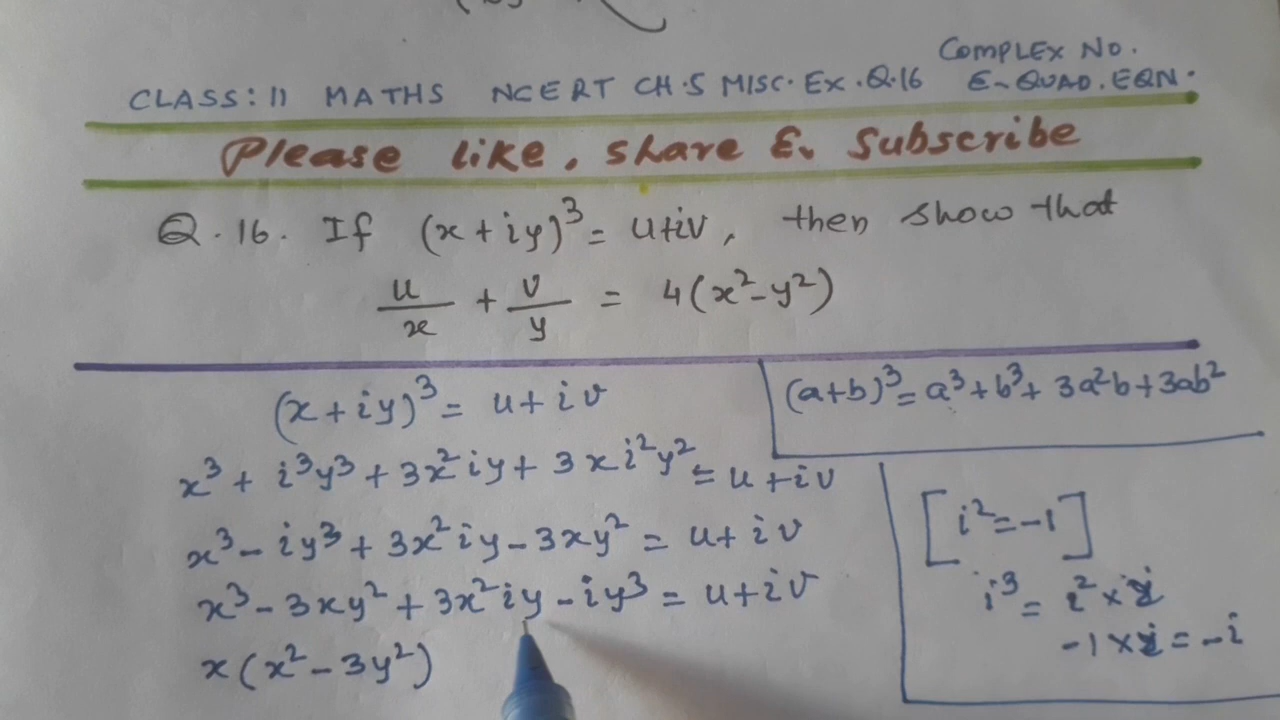 COMPLEX NO.
CLASS: 11 MATHS NCERT CH.5 MISC. EX. Q.16 & QUAD. EQN.
Please like, share & Subscribe
Q.16. If (x+iy)³ = u+iv, then show that
u/x + v/y = 4(x²-y²)
(x+iy)³ = u+iv
(a+b)³ = a³+b³+3a²b+3ab²
x³ + i³y³ + 3x²iy + 3xi²y² = u+iv
x³ - iy³ + 3x²iy - 3xy² = u+iv
[i² = -1]
x³ - 3xy² + 3x²iy - iy³ = u+iv
i³ = i² × i
-1 × i = -i
x(x² - 3y²)